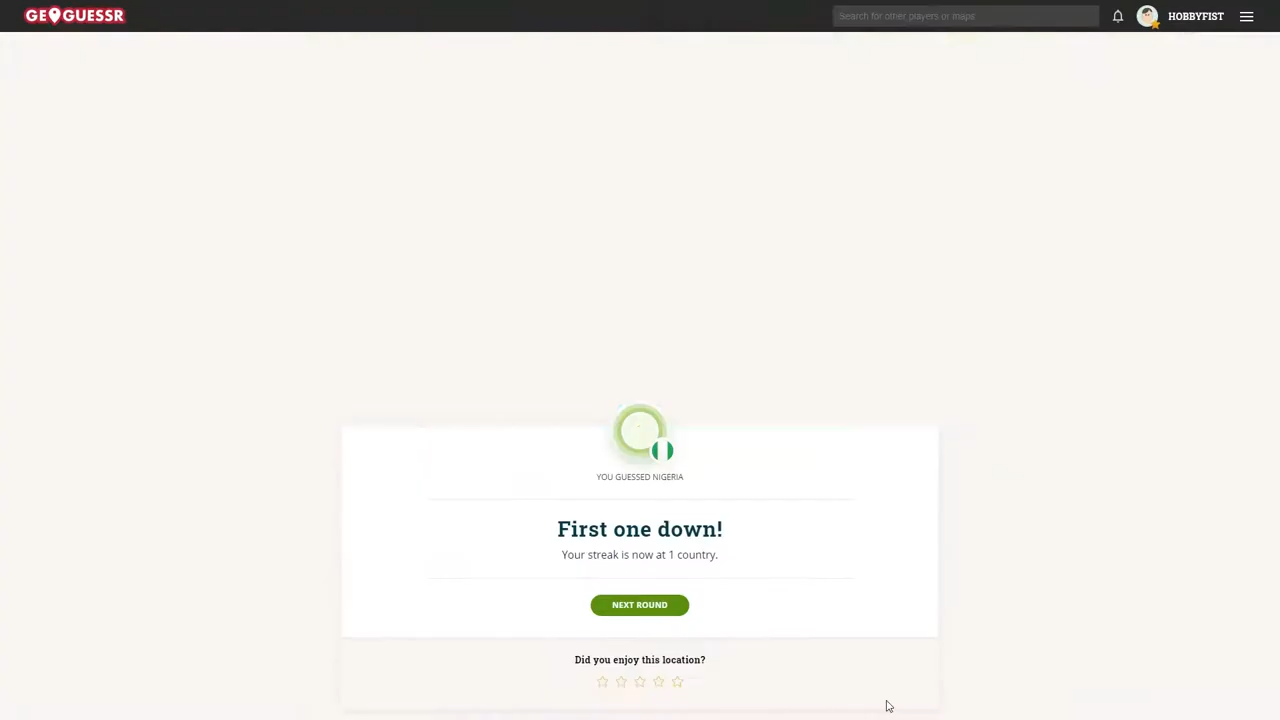 GEOGUESSR
Search for other players or maps
HOBBYFIST
YOU GUESSED NIGERIA
First one down!
Your streak is now at 1 country.
NEXT ROUND
Did you enjoy this location?